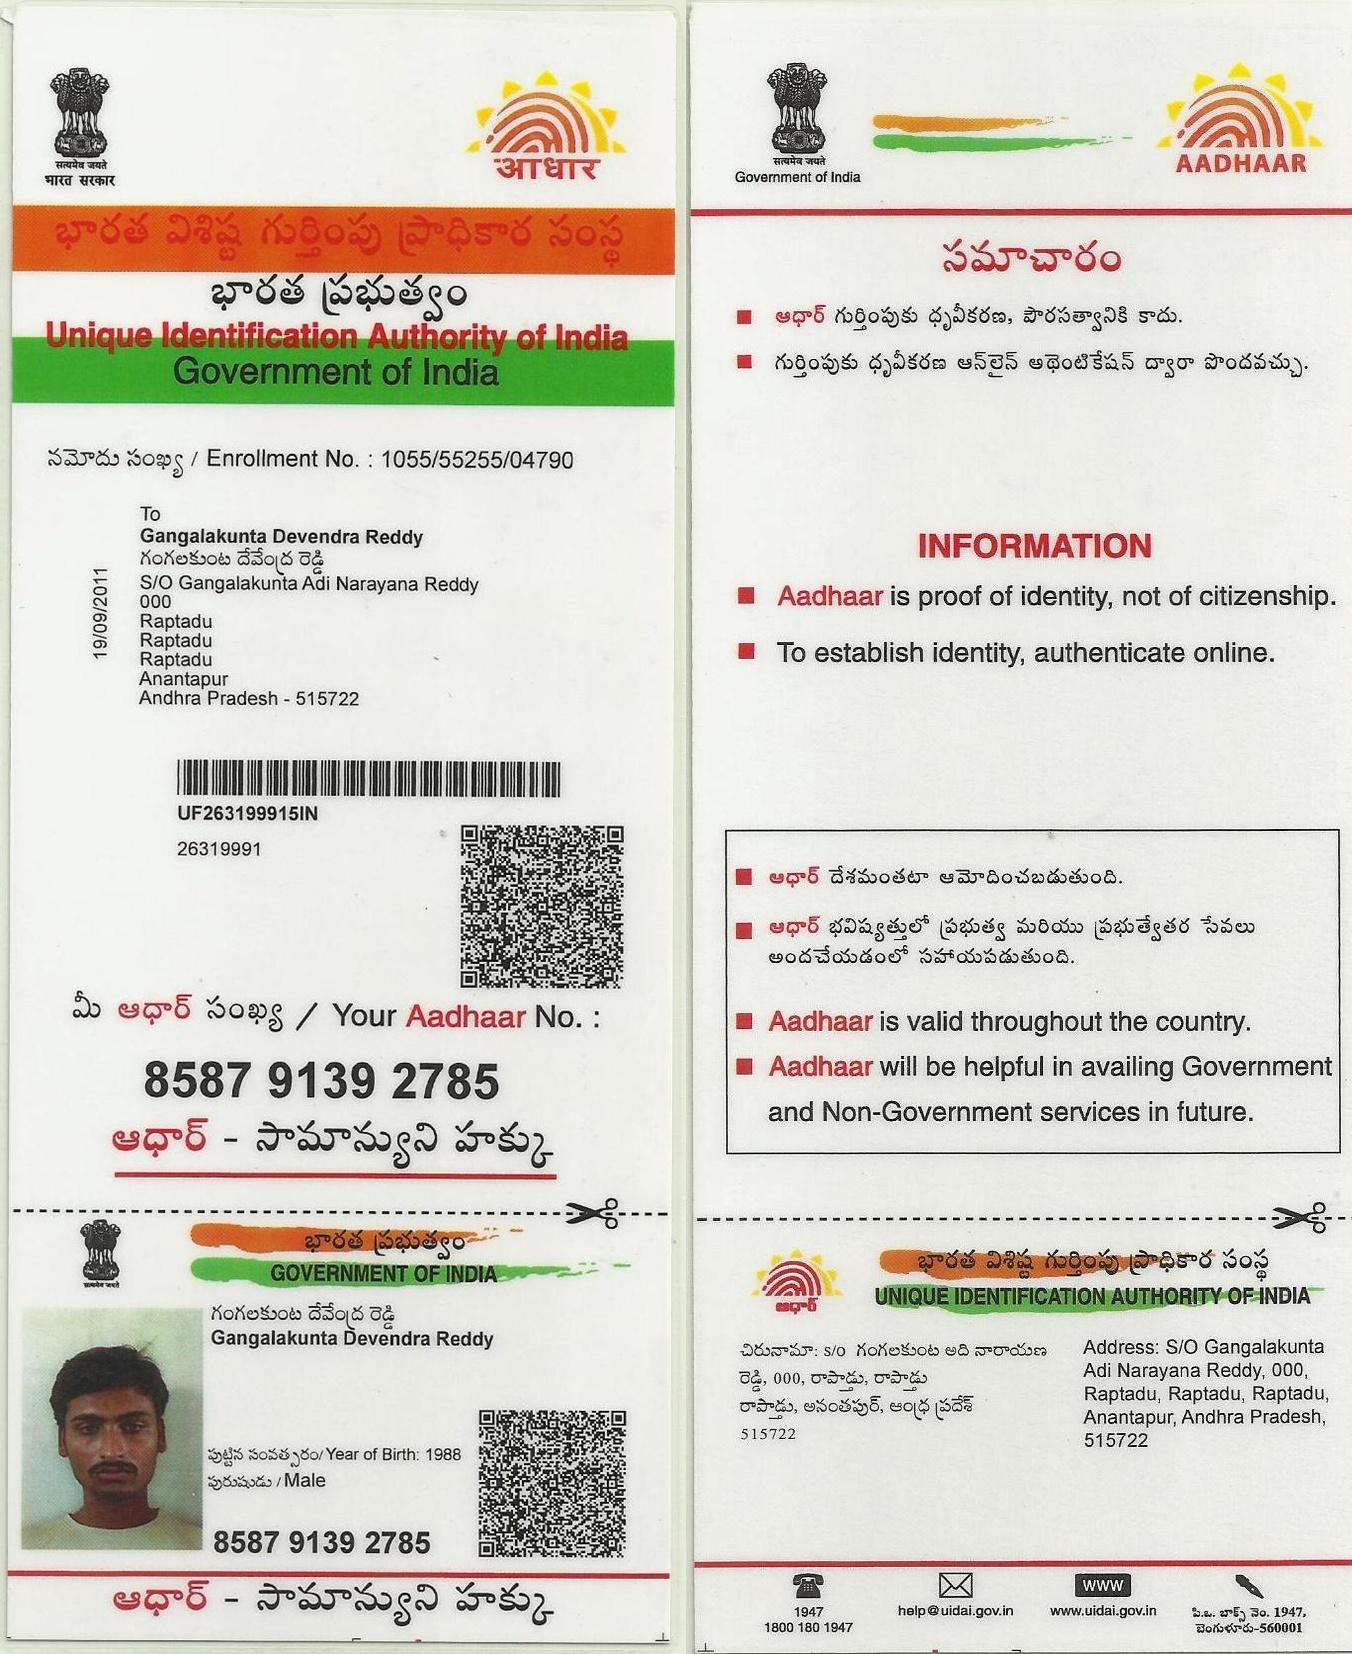 सत्यमेव जयते
भारत सरकार
आधार
భారత విశిష్ట గుర్తింపు ప్రాధికార సంస్థ
భారత ప్రభుత్వం
Unique Identification Authority of India
Government of India
నమోదు సంఖ్య / Enrollment No. : 1055/55255/04790
19/09/2011
To
Gangalakunta Devendra Reddy
గంగలకుంట దేవేంద్ర రెడ్డి
S/O Gangalakunta Adi Narayana Reddy
000
Raptadu
Raptadu
Raptadu
Anantapur
Andhra Pradesh - 515722
UF263199915IN
26319991
మీ ఆధార్ సంఖ్య / Your Aadhaar No. :
8587 9139 2785
ఆధార్ - సామాన్యుని హక్కు
सत्यमेव जयते
భారత ప్రభుత్వం
GOVERNMENT OF INDIA
గంగలకుంట దేవేంద్ర రెడ్డి
Gangalakunta Devendra Reddy
పుట్టిన సంవత్సరం/ Year of Birth: 1988
పురుషుడు / Male
8587 9139 2785
ఆధార్ - సామాన్యుని హక్కు
सत्यमेव जयते
Government of India
AADHAAR
సమాచారం
ఆధార్ గుర్తింపుకు ధృవీకరణ, పౌరసత్వానికి కాదు.
గుర్తింపుకు ధృవీకరణ ఆన్‌లైన్ అథెంటికేషన్ ద్వారా పొందవచ్చు.
INFORMATION
Aadhaar is proof of identity, not of citizenship.
To establish identity, authenticate online.
ఆధార్ దేశమంతటా ఆమోదించబడుతుంది.
ఆధార్ భవిష్యత్తులో ప్రభుత్వ మరియు ప్రభుత్వేతర సేవలు
అందచేయడంలో సహాయపడుతుంది.
Aadhaar is valid throughout the country.
Aadhaar will be helpful in availing Government
and Non-Government services in future.
ఆధార్
భారత విశిష్ట గుర్తింపు ప్రాధికార సంస్థ
UNIQUE IDENTIFICATION AUTHORITY OF INDIA
చిరునామా: S/O గంగలకుంట ఆది నారాయణ
రెడ్డి, 000, రాప్తాడు, రాప్తాడు
రాప్తాడు, అనంతపుర్, ఆంధ్ర ప్రదేశ్
515722
Address: S/O Gangalakunta
Adi Narayana Reddy, 000,
Raptadu, Raptadu, Raptadu,
Anantapur, Andhra Pradesh,
515722
1947
1800 180 1947
help@uidai.gov.in
www
www.uidai.gov.in
పి.ఒ. బాక్స్ నెం. 1947,
బెంగుళూరు-560001